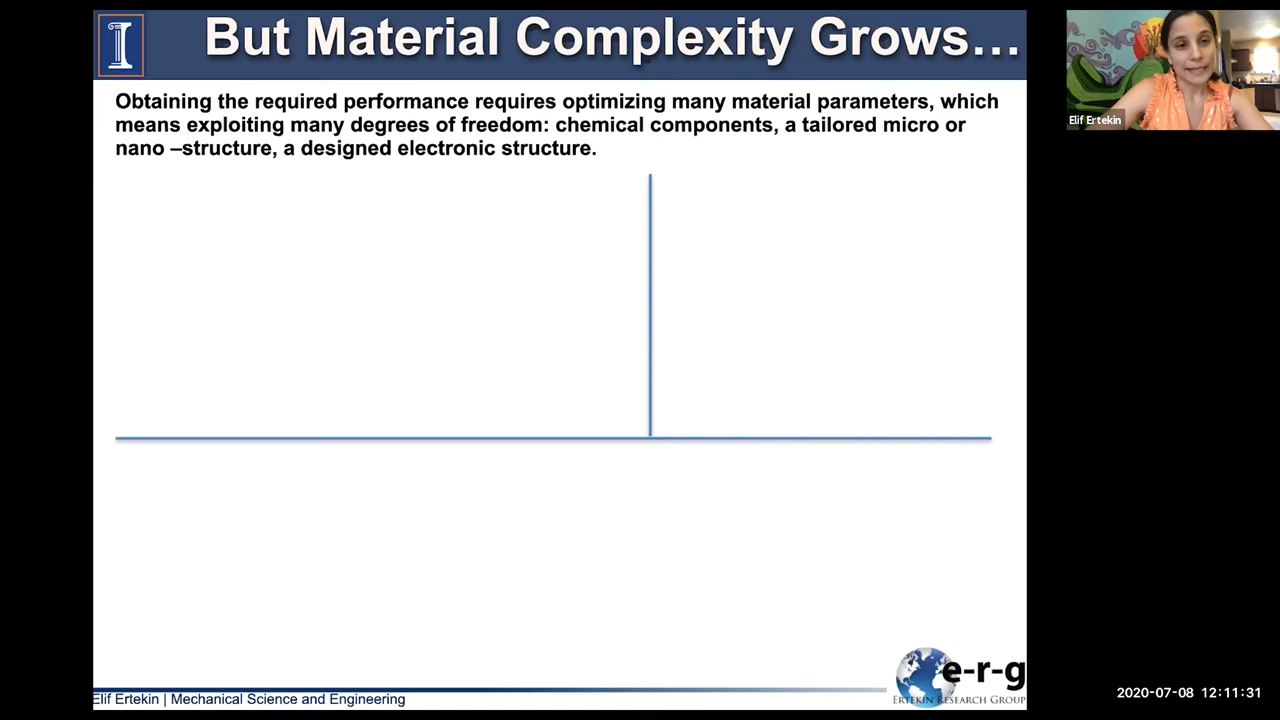 But Material Complexity Grows…
Obtaining the required performance requires optimizing many material parameters, which
means exploiting many degrees of freedom: chemical components, a tailored micro or
nano –structure, a designed electronic structure.
Elif Ertekin
e-r-g
ERTEKIN RESEARCH GROUP
Elif Ertekin | Mechanical Science and Engineering
2020-07-08 12:11:31